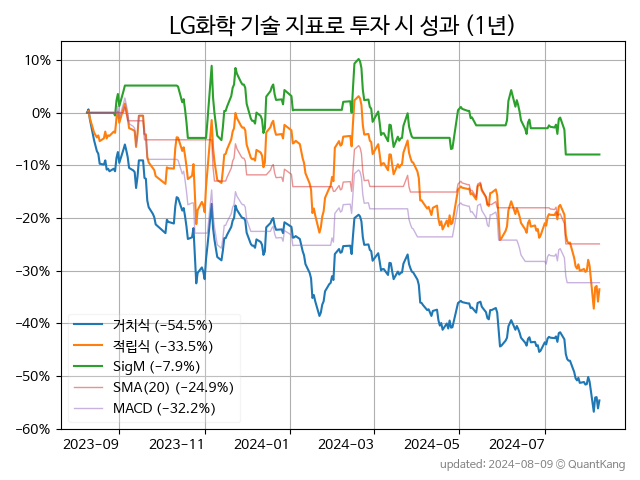 LG화학 기술 지표로 투자 시 성과 (1년)
10%
0%
−10%
−20%
−30%
−40%
−50%
−60%
거치식 (−54.5%)
적립식 (−33.5%)
SigM (−7.9%)
SMA(20) (−24.9%)
MACD (−32.2%)
2023-09 2023-11 2024-01 2024-03 2024-05 2024-07
updated: 2024-08-09 © QuantKang